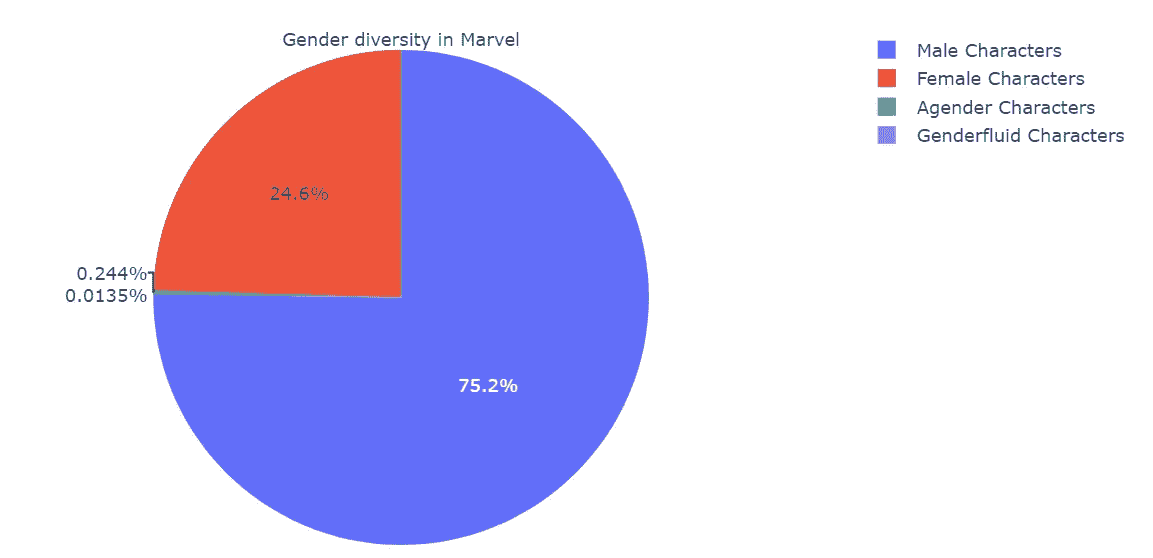 Gender diversity in Marvel
Male Characters
Female Characters
Agender Characters
Genderfluid Characters
24.6%
0.244%
0.0135%
75.2%